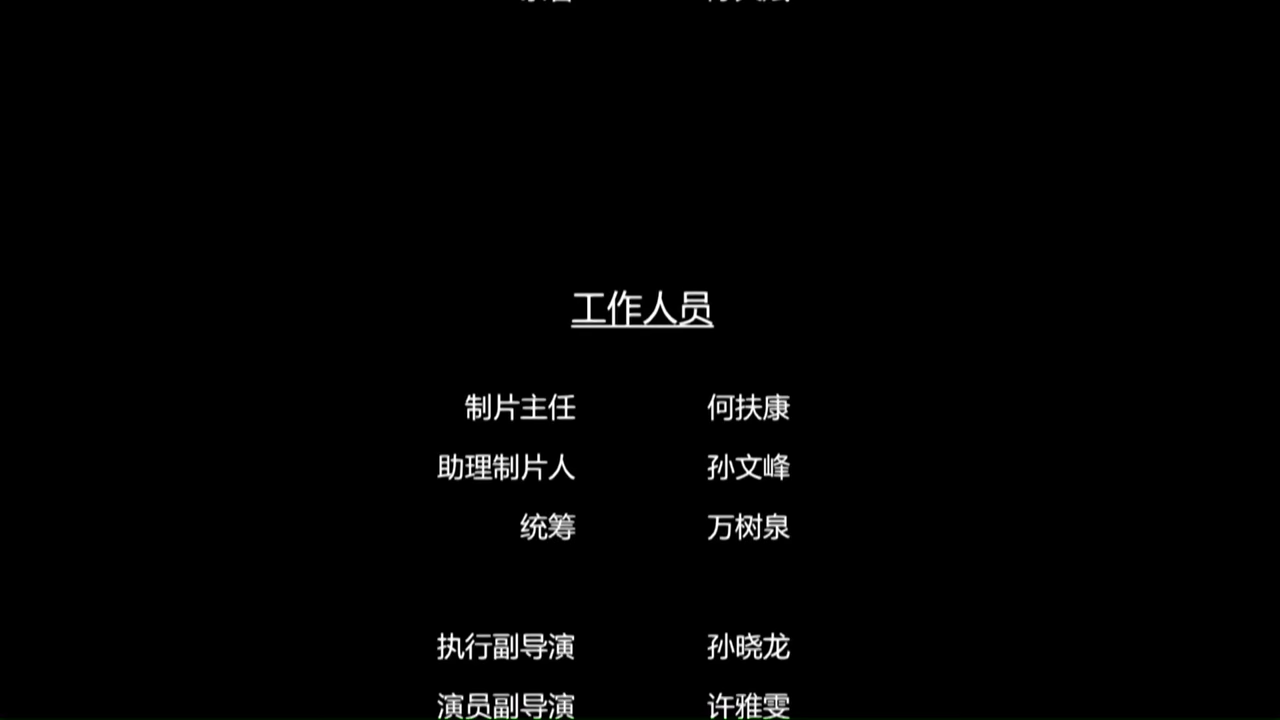 工作人员
制片主任 何扶康
助理制片人 孙文峰
统筹 万树泉
执行副导演 孙晓龙
演员副导演 许雅雯